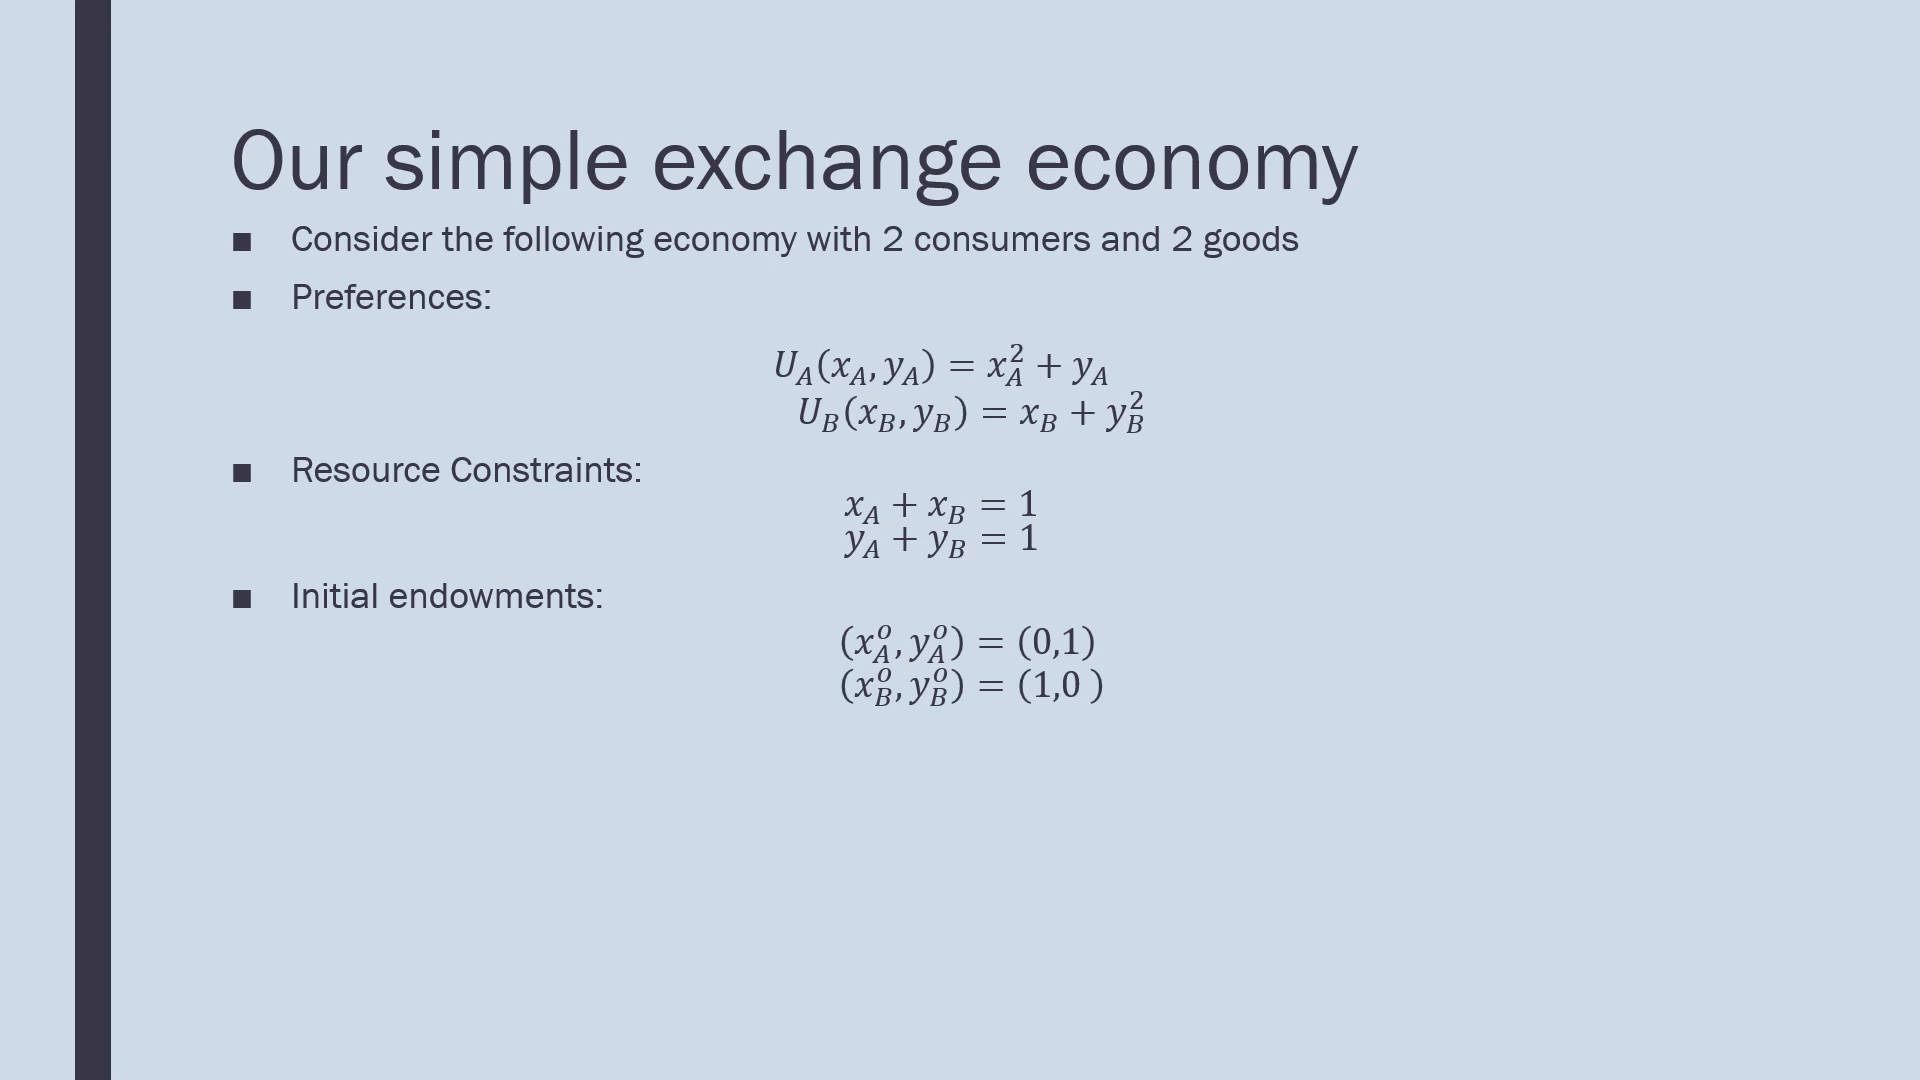 Our simple exchange economy
■ Consider the following economy with 2 consumers and 2 goods
■ Preferences:
$U_A(x_A, y_A) = x_A^2 + y_A$
$U_B(x_B, y_B) = x_B + y_B^2$
■ Resource Constraints:
$x_A + x_B = 1$
$y_A + y_B = 1$
■ Initial endowments:
$(x_A^o, y_A^o) = (0,1)$
$(x_B^o, y_B^o) = (1,0 )$